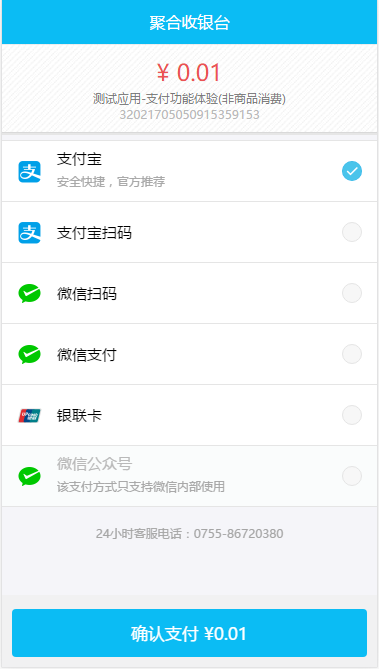 聚合收银台
¥ 0.01
测试应用-支付功能体验(非商品消费)
32021705050915359153
支付宝
安全快捷，官方推荐
支付宝扫码
微信扫码
微信支付
银联卡
微信公众号
该支付方式只支持微信内部使用
24小时客服电话：0755-86720380
确认支付 ¥0.01